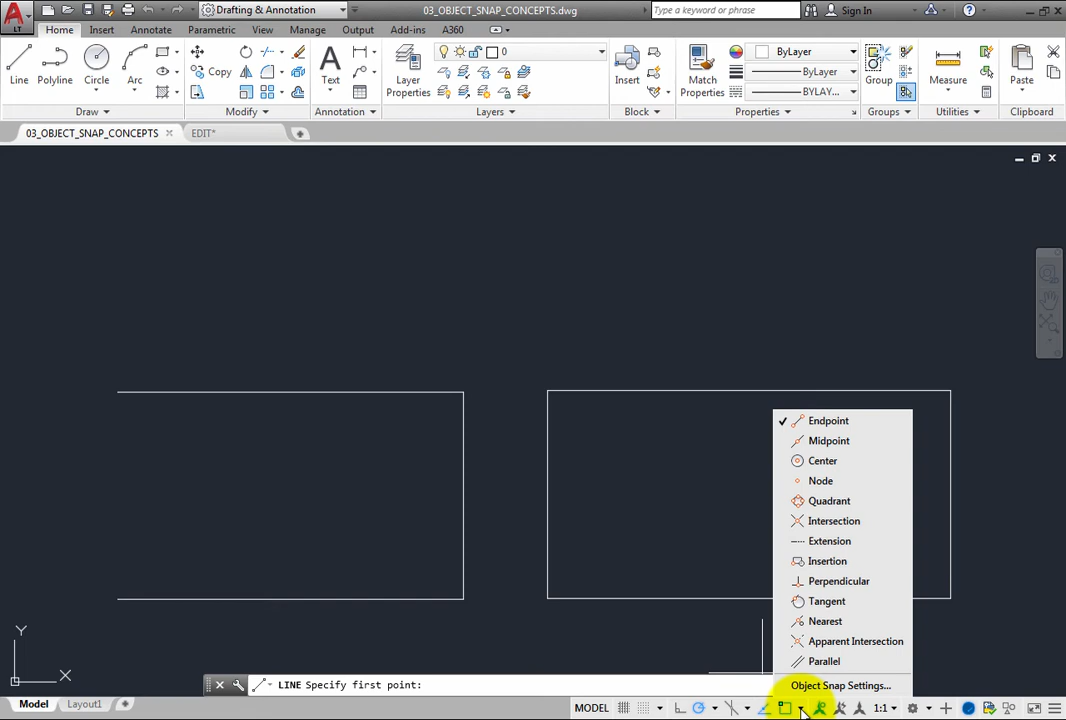 Drafting & Annotation
03_OBJECT_SNAP_CONCEPTS.dwg
Type a keyword or phrase
Sign In
A LT
Home Insert Annotate Parametric View Manage Output Add-ins A360
Line Polyline Circle Arc
Copy
Text
Layer Properties
0
Insert
Match Properties
ByLayer
ByLayer
BYLAY...
Group
Measure
Paste
Draw Modify Annotation Layers Block Properties Groups Utilities Clipboard
03_OBJECT_SNAP_CONCEPTS EDIT*
Endpoint
Midpoint
Center
Node
Quadrant
Intersection
Extension
Insertion
Perpendicular
Tangent
Nearest
Apparent Intersection
Parallel
Object Snap Settings...
Y
X
LINE Specify first point:
Model Layout1
MODEL
1:1